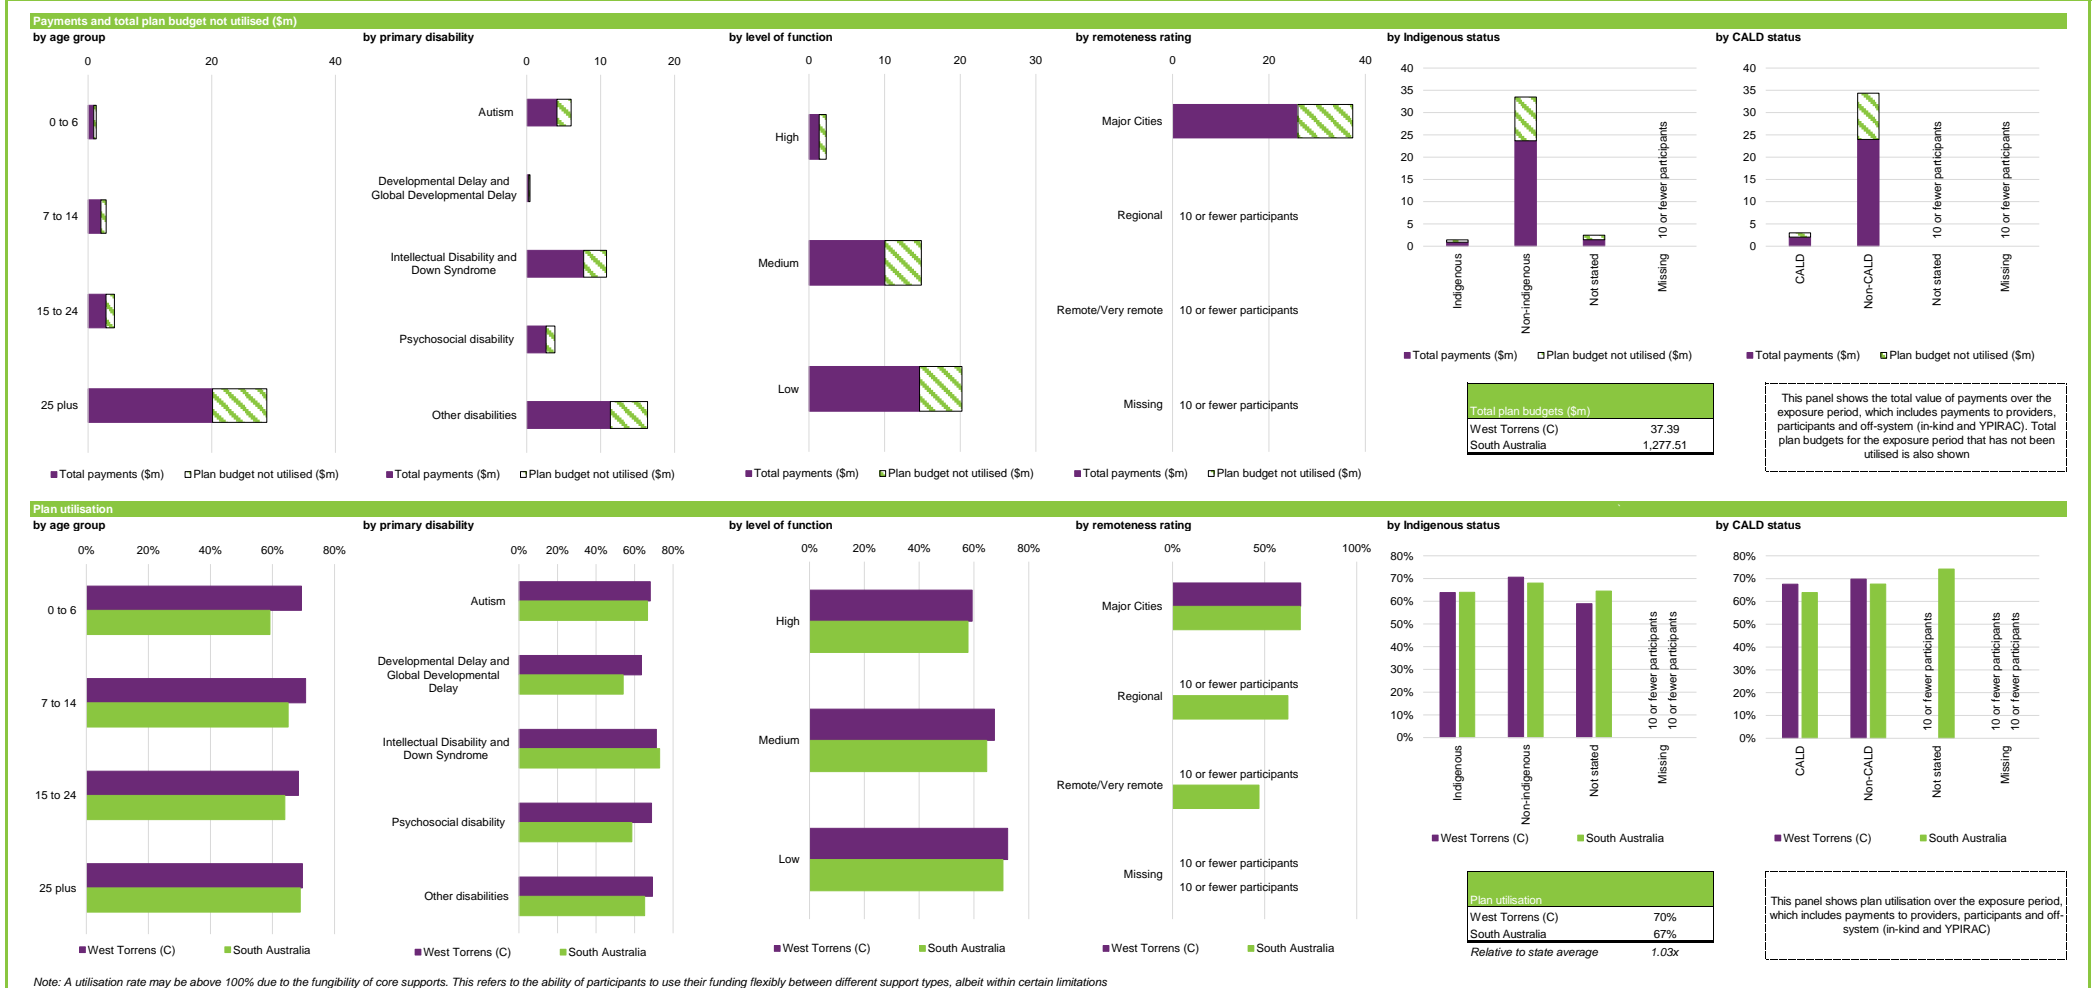 Payments and total plan budget not utilised ($m)
by age group
0 20 40
0 to 6
7 to 14
15 to 24
25 plus
Total payments ($m) Plan budget not utilised ($m)
by primary disability
0 10 20
Autism
Developmental Delay and
Global Developmental Delay
Intellectual Disability and
Down Syndrome
Psychosocial disability
Other disabilities
Total payments ($m) Plan budget not utilised ($m)
by level of function
0 10 20 30
High
Medium
Low
Total payments ($m) Plan budget not utilised ($m)
by remoteness rating
0 20 40
Major Cities
Regional 10 or fewer participants
Remote/Very remote 10 or fewer participants
Missing 10 or fewer participants
Total payments ($m) Plan budget not utilised ($m)
by Indigenous status
40
35
30
25
20
15
10
5
0
10 or fewer participants
Indigenous
Non-indigenous
Not stated
Missing
Total payments ($m) Plan budget not utilised ($m)
by CALD status
40
35
30
25
20
15
10
5
0
10 or fewer participants
10 or fewer participants
CALD
Non-CALD
Not stated
Missing
Total payments ($m) Plan budget not utilised ($m)
Total plan budgets ($m)
West Torrens (C) 37.39
South Australia 1,277.51
This panel shows the total value of payments over the
exposure period, which includes payments to providers,
participants and off-system (in-kind and YPIRAC). Total
plan budgets for the exposure period that has not been
utilised is also shown
Plan utilisation
by age group
0% 20% 40% 60% 80%
0 to 6
7 to 14
15 to 24
25 plus
West Torrens (C) South Australia
by primary disability
0% 20% 40% 60% 80%
Autism
Developmental Delay and
Global Developmental
Delay
Intellectual Disability and
Down Syndrome
Psychosocial disability
Other disabilities
West Torrens (C) South Australia
by level of function
0% 20% 40% 60% 80%
High
Medium
Low
West Torrens (C) South Australia
by remoteness rating
0% 50% 100%
Major Cities
10 or fewer participants
Regional
10 or fewer participants
Remote/Very remote
10 or fewer participants
Missing
10 or fewer participants
West Torrens (C) South Australia
by Indigenous status
80%
70%
60%
50%
40%
30%
20%
10%
0%
10 or fewer participants
10 or fewer participants
Indigenous
Non-indigenous
Not stated
Missing
West Torrens (C) South Australia
by CALD status
80%
70%
60%
50%
40%
30%
20%
10%
0%
10 or fewer participants
10 or fewer participants
10 or fewer participants
CALD
Non-CALD
Not stated
Missing
West Torrens (C) South Australia
Plan utilisation
West Torrens (C) 70%
South Australia 67%
Relative to state average 1.03x
This panel shows plan utilisation over the exposure period,
which includes payments to providers, participants and off-
system (in-kind and YPIRAC)
Note: A utilisation rate may be above 100% due to the fungibility of core supports. This refers to the ability of participants to use their funding flexibly between different support types, albeit within certain limitations